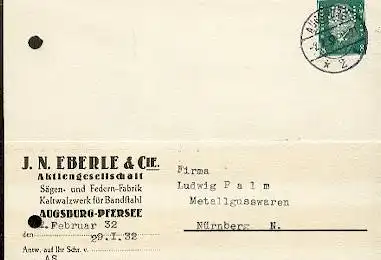 J. N. EBERLE & CIE.
Aktiengesellschaft
Sägen- und Federn-Fabrik
Kaltwalzwerk für Bandstahl
AUGSBURG-PFERSEE
2.Februar 32
den
29.I.32
Antw. auf Ihr Schr. v.
AS
Firma
Ludwig Palm
Metallgusswaren
Nürnberg N.